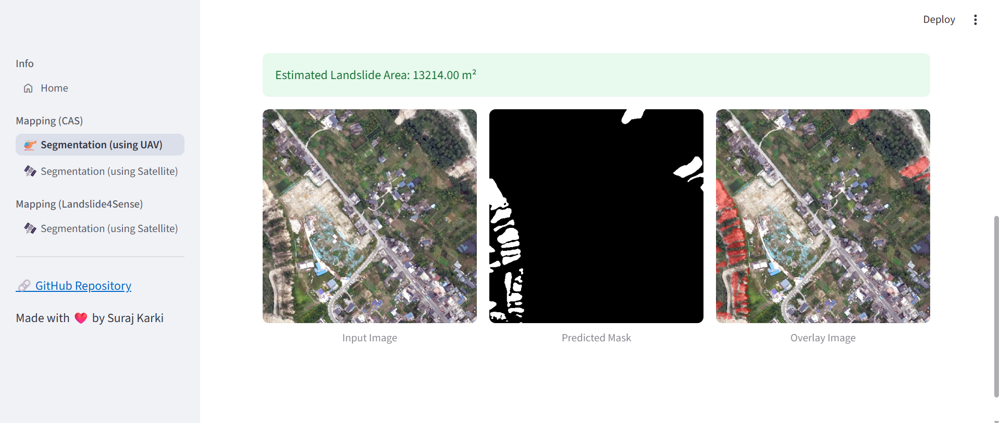 Deploy
Info
Home
Mapping (CAS)
Segmentation (using UAV)
Segmentation (using Satellite)
Mapping (Landslide4Sense)
Segmentation (using Satellite)
GitHub Repository
Made with ❤️ by Suraj Karki
Estimated Landslide Area: 13214.00 m²
Input Image
Predicted Mask
Overlay Image